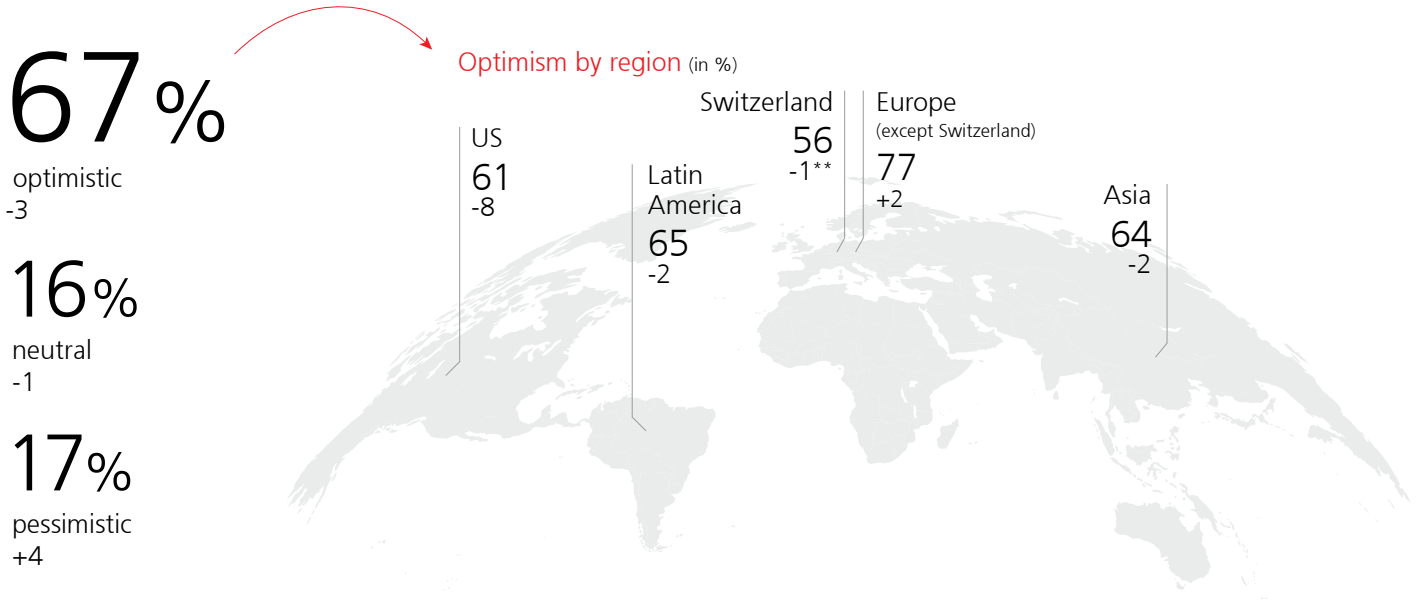 67 %
optimistic
-3
16 %
neutral
-1
17 %
pessimistic
+4
Optimism by region (in %)
US
61
-8
Latin
America
65
-2
Switzerland
56
-1**
Europe
(except Switzerland)
77
+2
Asia
64
-2